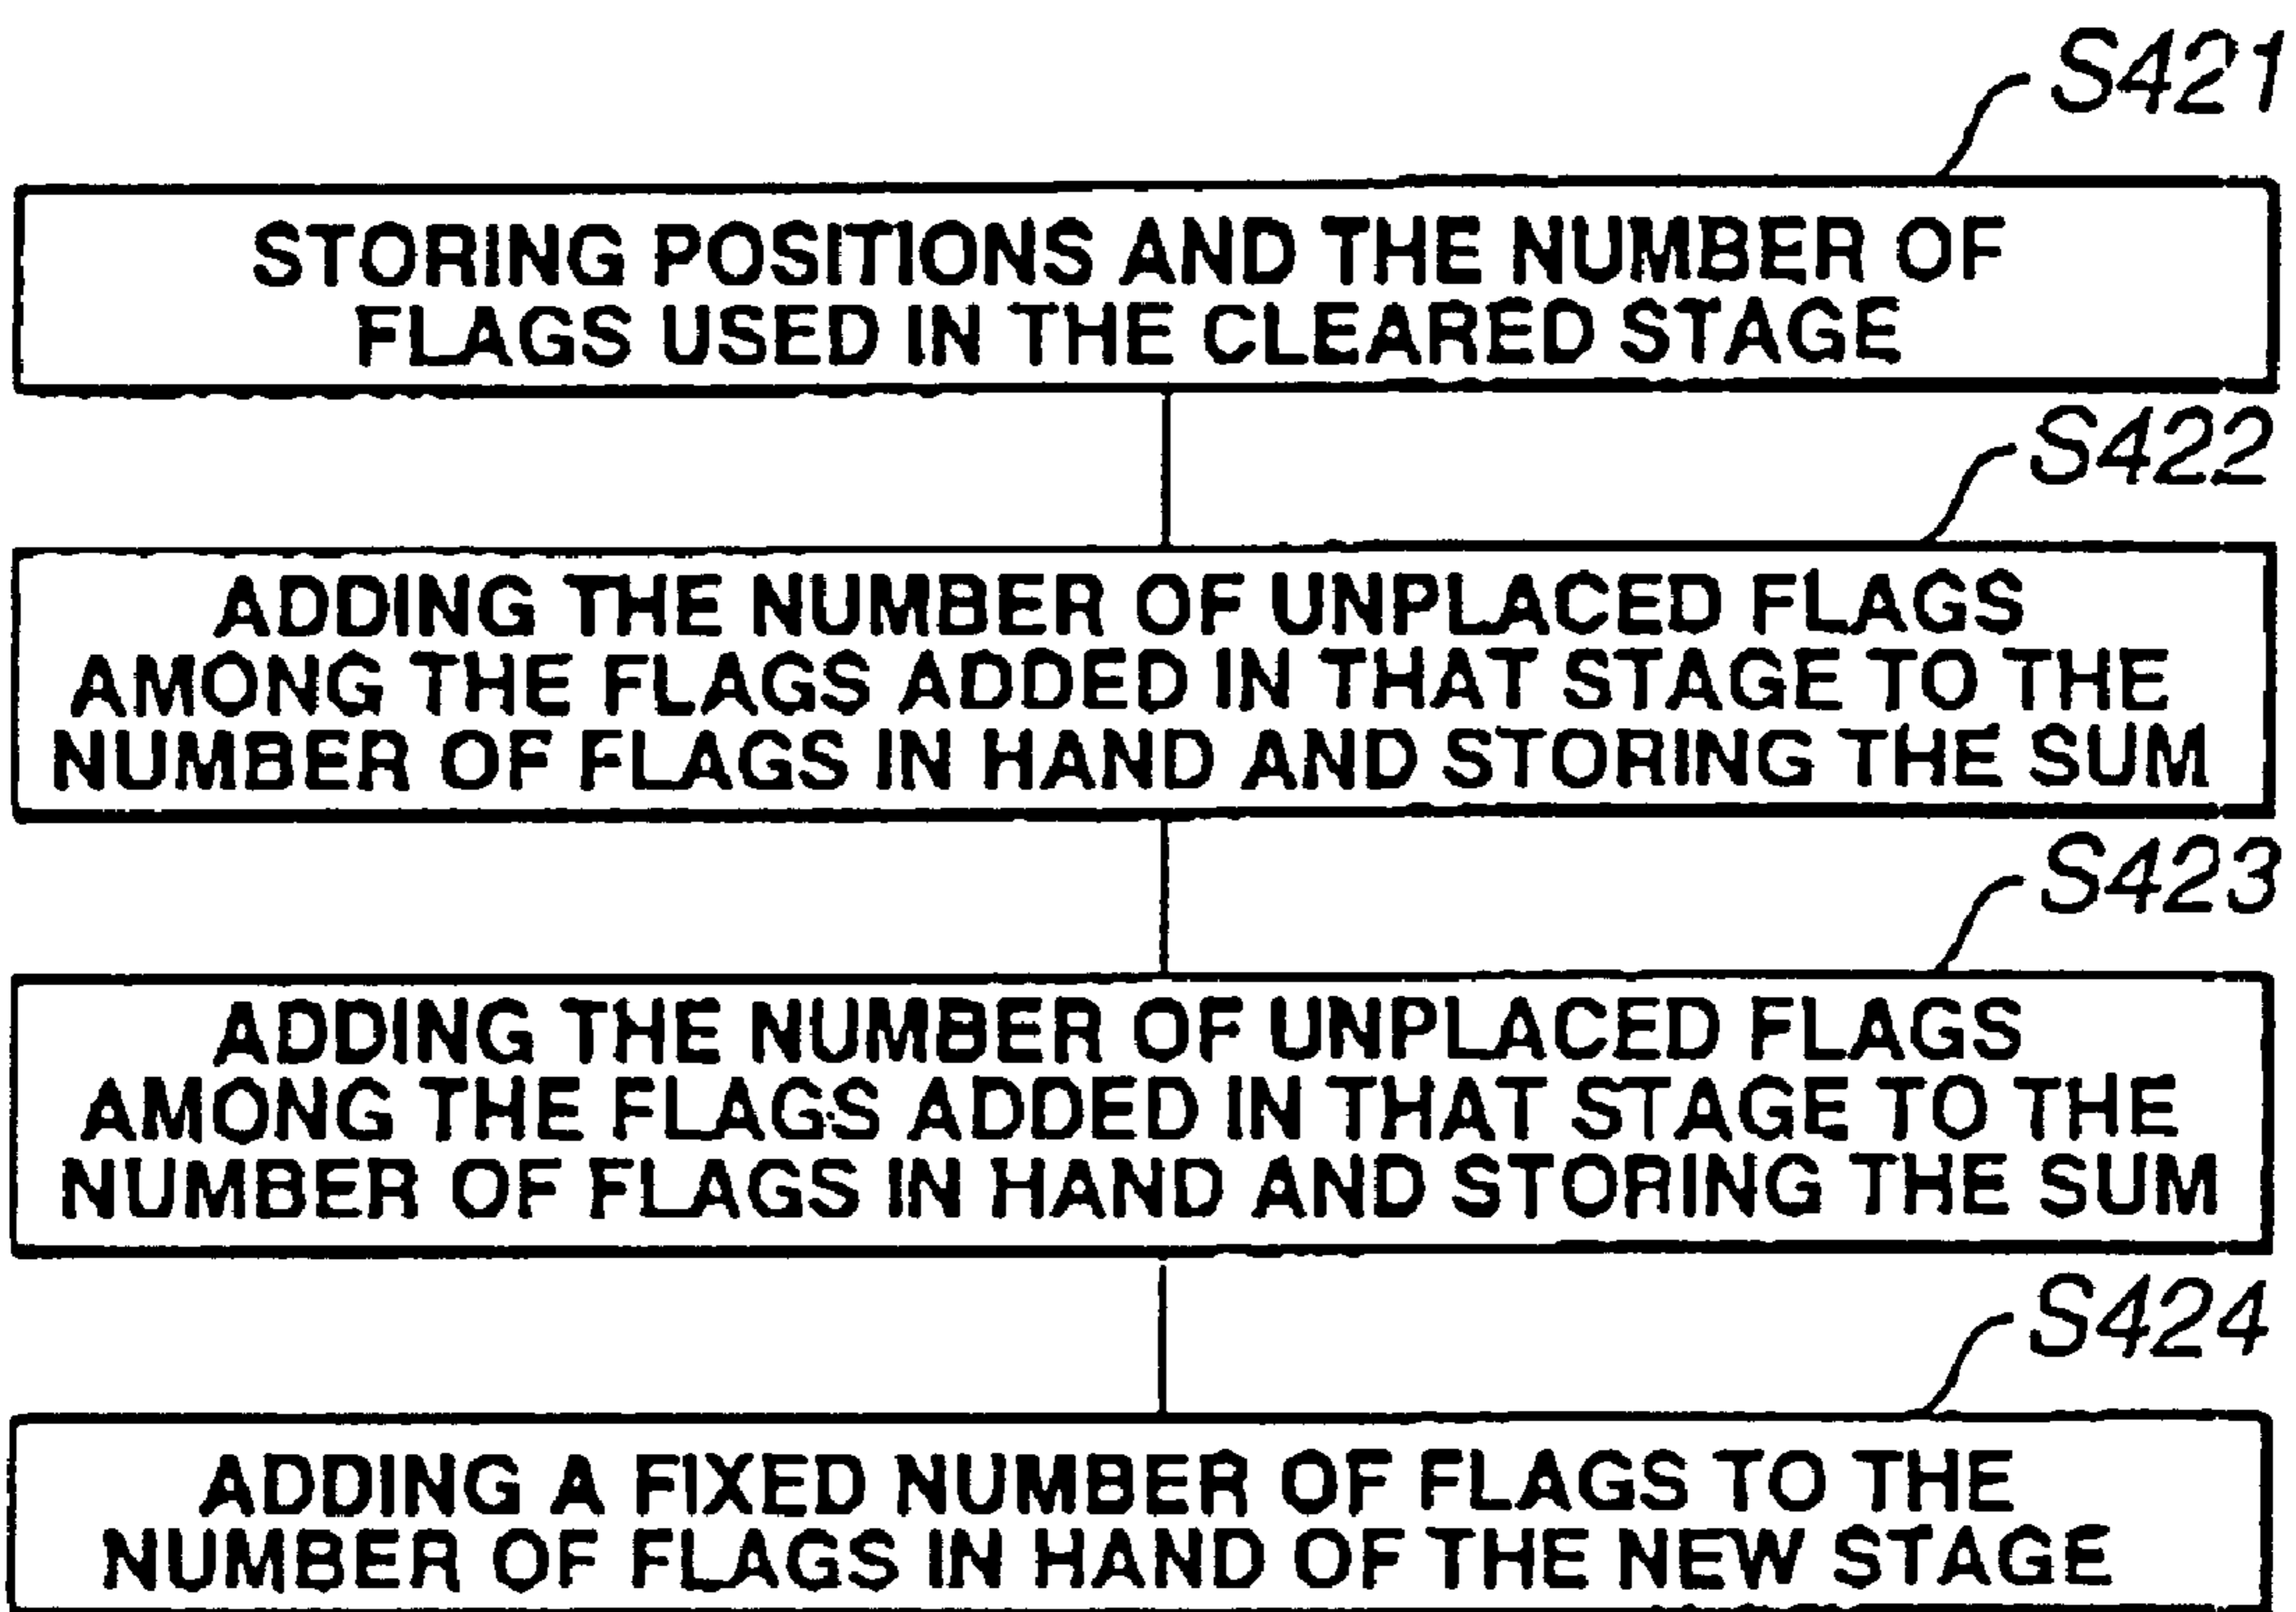 S421
STORING POSITIONS AND THE NUMBER OF
FLAGS USED IN THE CLEARED STAGE
S422
ADDING THE NUMBER OF UNPLACED FLAGS
AMONG THE FLAGS ADDED IN THAT STAGE TO THE
NUMBER OF FLAGS IN HAND AND STORING THE SUM
S423
ADDING THE NUMBER OF UNPLACED FLAGS
AMONG THE FLAGS ADDED IN THAT STAGE TO THE
NUMBER OF FLAGS IN HAND AND STORING THE SUM
S424
ADDING A FIXED NUMBER OF FLAGS TO THE
NUMBER OF FLAGS IN HAND OF THE NEW STAGE